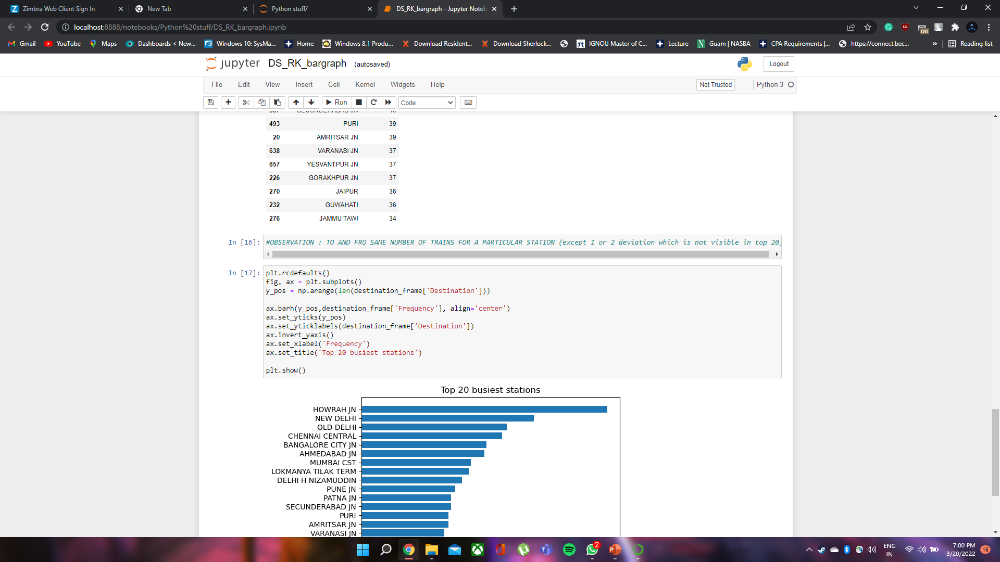 Zimbra Web Client Sign In
New Tab
Python stuff/
DS_RK_bargraph - Jupyter Noteb
localhost:8888/notebooks/Python%20stuff/DS_RK_bargraph.ipynb
Off
Gmail
YouTube
Maps
Dashboards < New...
Windows 10: SysMa...
Home
Windows 8.1 Produ...
Download Resident...
Download Sherlock...
IGNOU Master of C...
Lecture
Guam | NASBA
CPA Requirements |...
https://connect.bec...
»
Reading list
jupyter DS_RK_bargraph (autosaved)
Logout
File Edit View Insert Cell Kernel Widgets Help
Not Trusted
Python 3
Run
Code
SECUNDERABAD JN
493 PURI 39
20 AMRITSAR JN 39
638 VARANASI JN 37
657 YESVANTPUR JN 37
226 GORAKHPUR JN 37
270 JAIPUR 36
232 GUWAHATI 36
276 JAMMU TAWI 34
In [16]: #OBSERVATION : TO AND FRO SAME NUMBER OF TRAINS FOR A PARTICULAR STATION (except 1 or 2 deviation which is not visible in top 20)
In [17]: plt.rcdefaults()
fig, ax = plt.subplots()
y_pos = np.arange(len(destination_frame['Destination']))
ax.barh(y_pos,destination_frame['Frequency'], align='center')
ax.set_yticks(y_pos)
ax.set_yticklabels(destination_frame['Destination'])
ax.invert_yaxis()
ax.set_xlabel('Frequency')
ax.set_title('Top 20 busiest stations')
plt.show()
Top 20 busiest stations
HOWRAH JN
NEW DELHI
OLD DELHI
CHENNAI CENTRAL
BANGALORE CITY JN
AHMEDABAD JN
MUMBAI CST
LOKMANYA TILAK TERM
DELHI H NIZAMUDDIN
PUNE JN
PATNA JN
SECUNDERABAD JN
PURI
AMRITSAR JN
VARANASI JN
2
ENG
IN
7:00 PM
3/20/2022
16